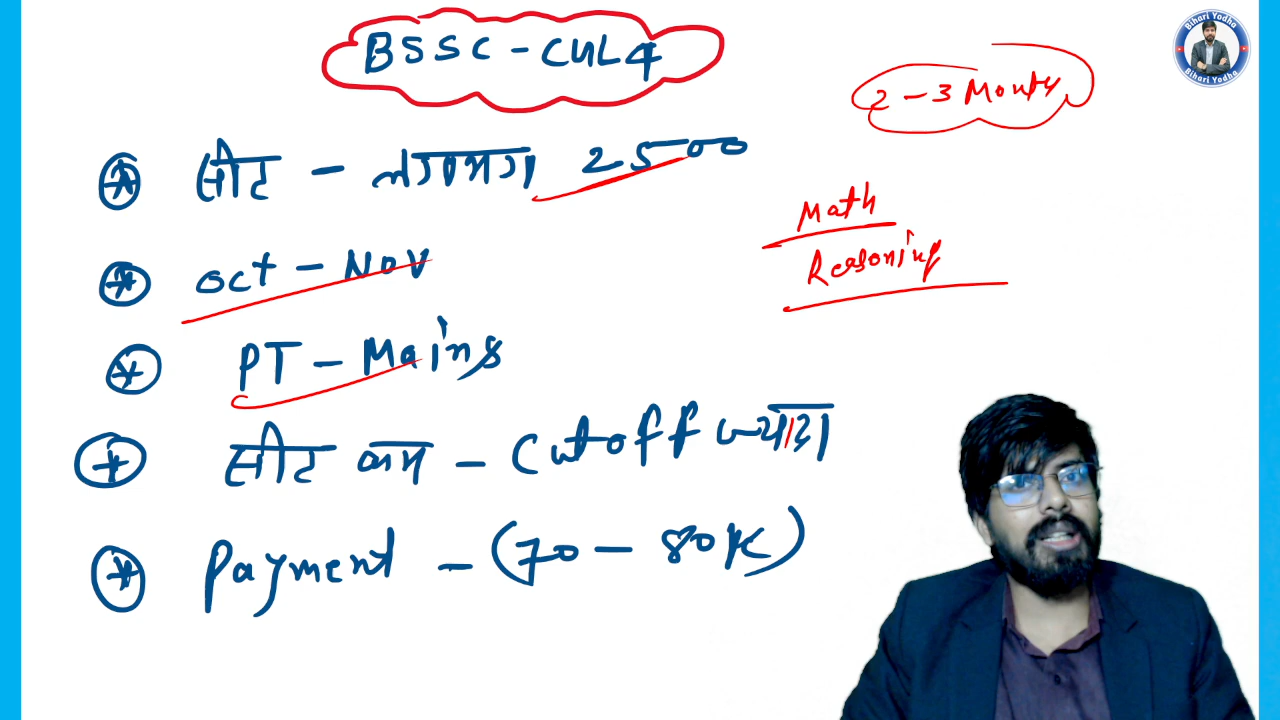 BSSC - CGL 4
2 - 3 Months
सीट - लगभग 2500
Math
Reasoning
Oct - Nov
PT - Mains
सीट कम - Cutoff ज्यादा
Payment - (70 - 80K)
Bihari Yodha
Bihari Yodha